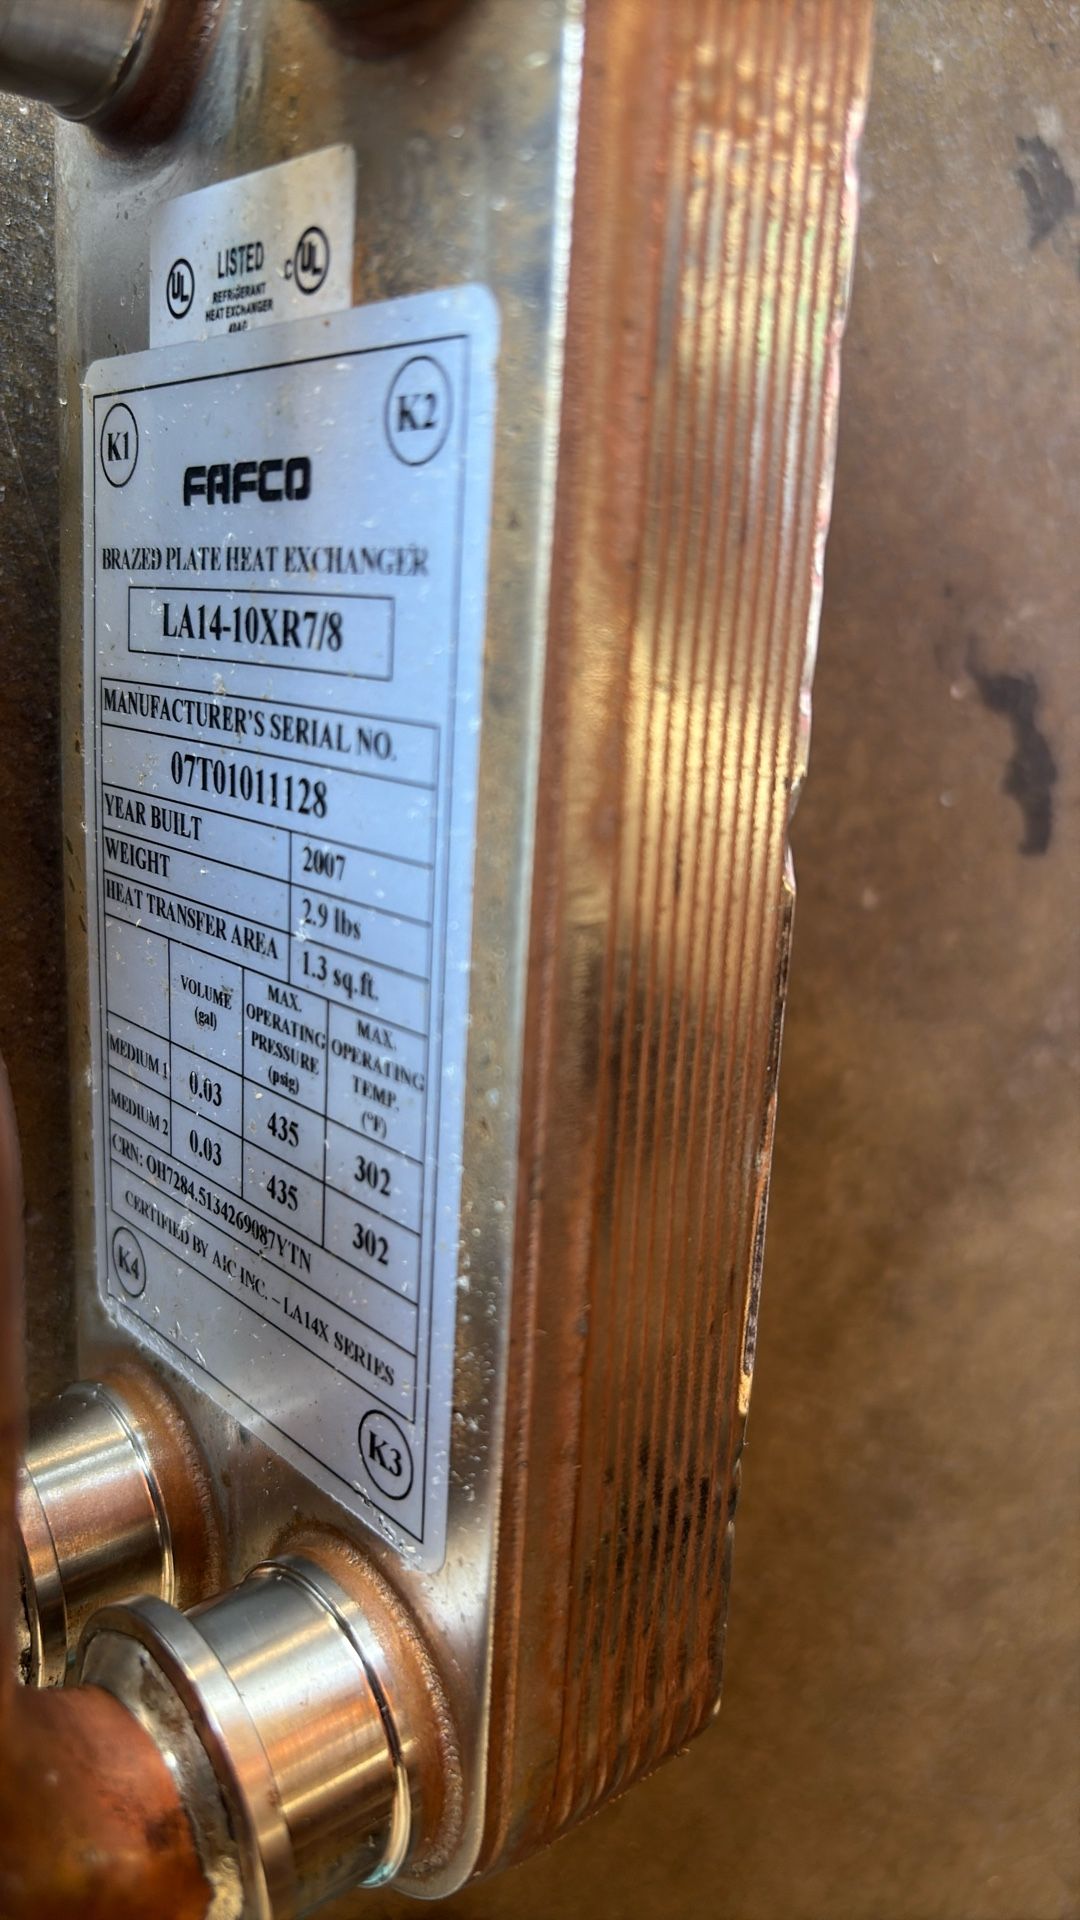 UL LISTED C UL
REFRIGERANT
HEAT EXCHANGER
K1 K2
FAFCO
BRAZED PLATE HEAT EXCHANGER
LA14-10XR7/8
MANUFACTURER'S SERIAL NO.
07T01011128
YEAR BUILT 2007
WEIGHT 2.9 lbs
HEAT TRANSFER AREA 1.3 sq.ft.
VOLUME (gal) MAX. OPERATING PRESSURE (psig) MAX. OPERATING TEMP. (°F)
MEDIUM 1 0.03 435 302
MEDIUM 2 0.03 435 302
CRN: OH7284.5134269087YTN
CERTIFIED BY AIC INC. – LA14X SERIES
K4 K3